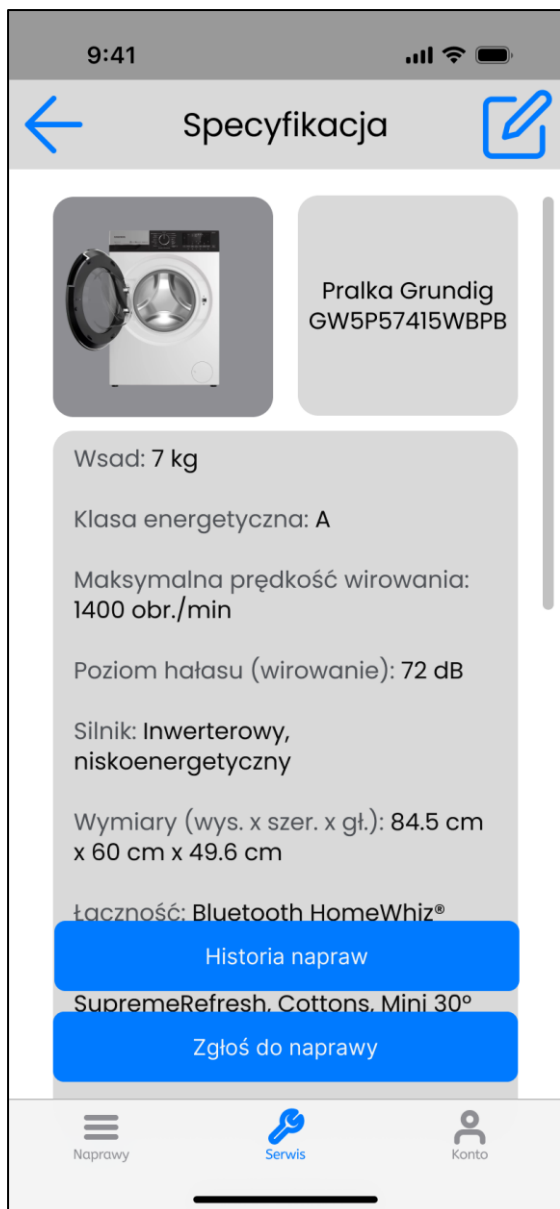 9:41
Specyfikacja
Pralka Grundig
GW5P57415WBPB
Wsad: 7 kg
Klasa energetyczna: A
Maksymalna prędkość wirowania:
1400 obr./min
Poziom hałasu (wirowanie): 72 dB
Silnik: Inwerterowy,
niskoenergetyczny
Wymiary (wys. x szer. x gł.): 84.5 cm
x 60 cm x 49.6 cm
Łączność: Bluetooth HomeWhiz®
Historia napraw
SupremeRefresh, Cottons, Mini 30°
Zgłoś do naprawy
Naprawy
Serwis
Konto